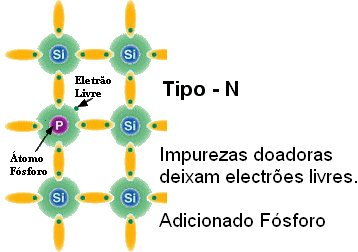 Si Si
Eletrão
Livre
Tipo - N
P Si
Átomo
Fósforo
Impurezas doadoras
deixam electrões livres.
Si Si
Adicionado Fósforo